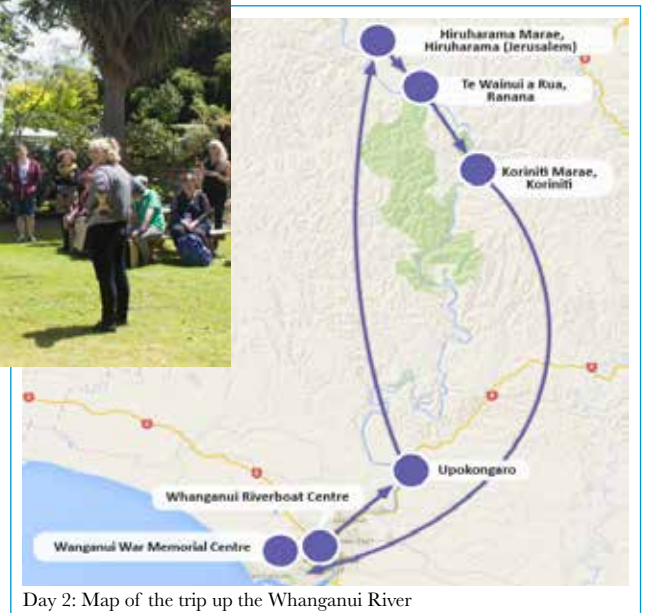 Hiruharama Marae,
Hiruharama (Jerusalem)
Te Wainui a Rua,
Ranana
Koriniti Marae,
Koriniti
Upokongaro
Whanganui Riverboat Centre
Wanganui War Memorial Centre
Day 2: Map of the trip up the Whanganui River